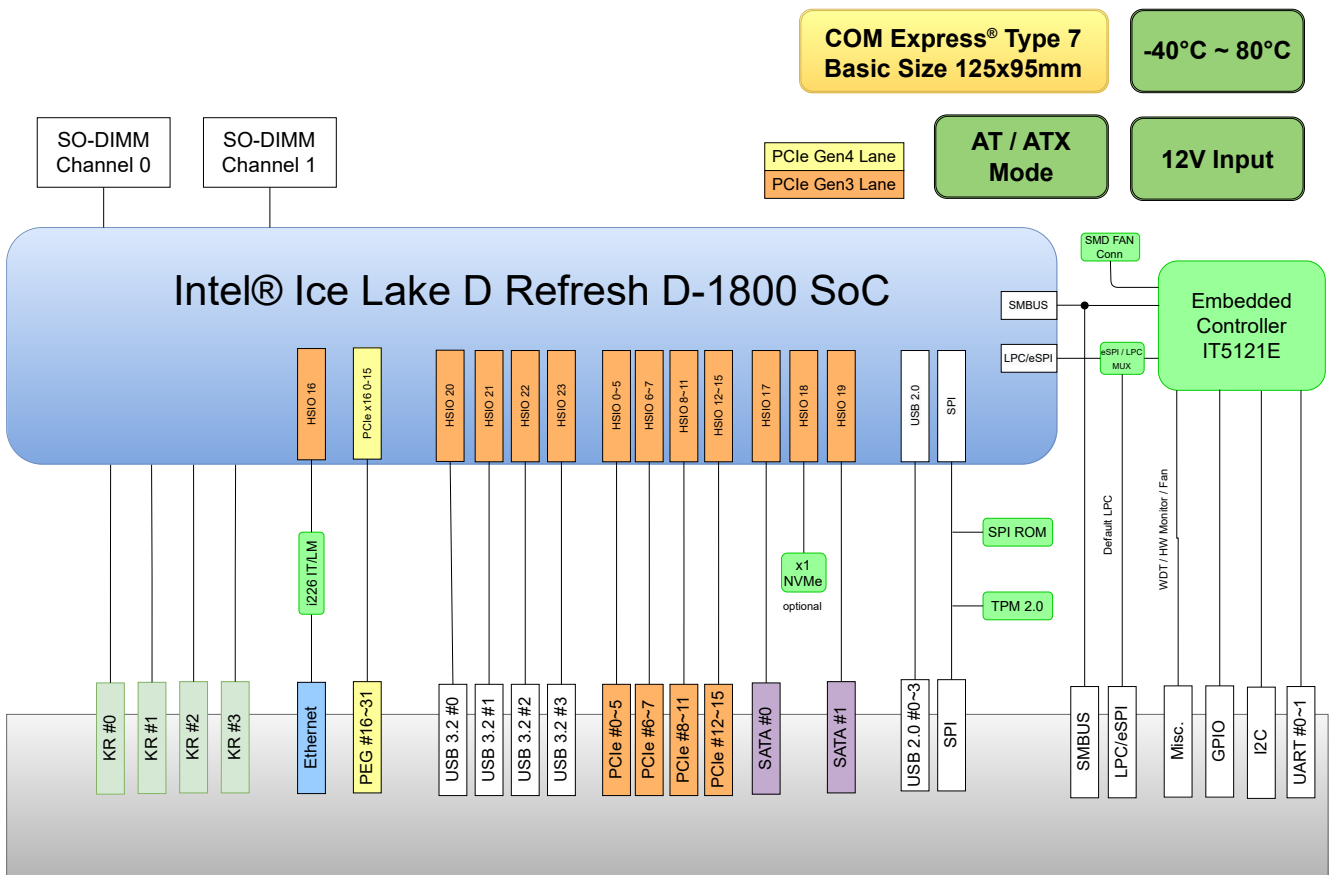 COM Express® Type 7
Basic Size 125x95mm
-40°C ~ 80°C
SO-DIMM
Channel 0
SO-DIMM
Channel 1
PCIe Gen4 Lane
PCIe Gen3 Lane
AT / ATX
Mode
12V Input
Intel® Ice Lake D Refresh D-1800 SoC
SMD FAN
Conn
SMBUS
LPC/eSPI
eSPI / LPC
MUX
Embedded
Controller
IT5121E
HSIO 16
PCIe x16 0-15
HSIO 20
HSIO 21
HSIO 22
HSIO 23
HSIO 0~5
HSIO 6~7
HSIO 8~11
HSIO 12~15
HSIO 17
HSIO 18
HSIO 19
USB 2.0
SPI
i226 IT/LM
x1
NVMe
optional
SPI ROM
TPM 2.0
Default LPC
WDT / HW Monitor / Fan
KR #0
KR #1
KR #2
KR #3
Ethernet
PEG #16~31
USB 3.2 #0
USB 3.2 #1
USB 3.2 #2
USB 3.2 #3
PCIe #0~5
PCIe #6~7
PCIe #8~11
PCIe #12~15
SATA #0
SATA #1
USB 2.0 #0~3
SPI
SMBUS
LPC/eSPI
Misc.
GPIO
I2C
UART #0~1